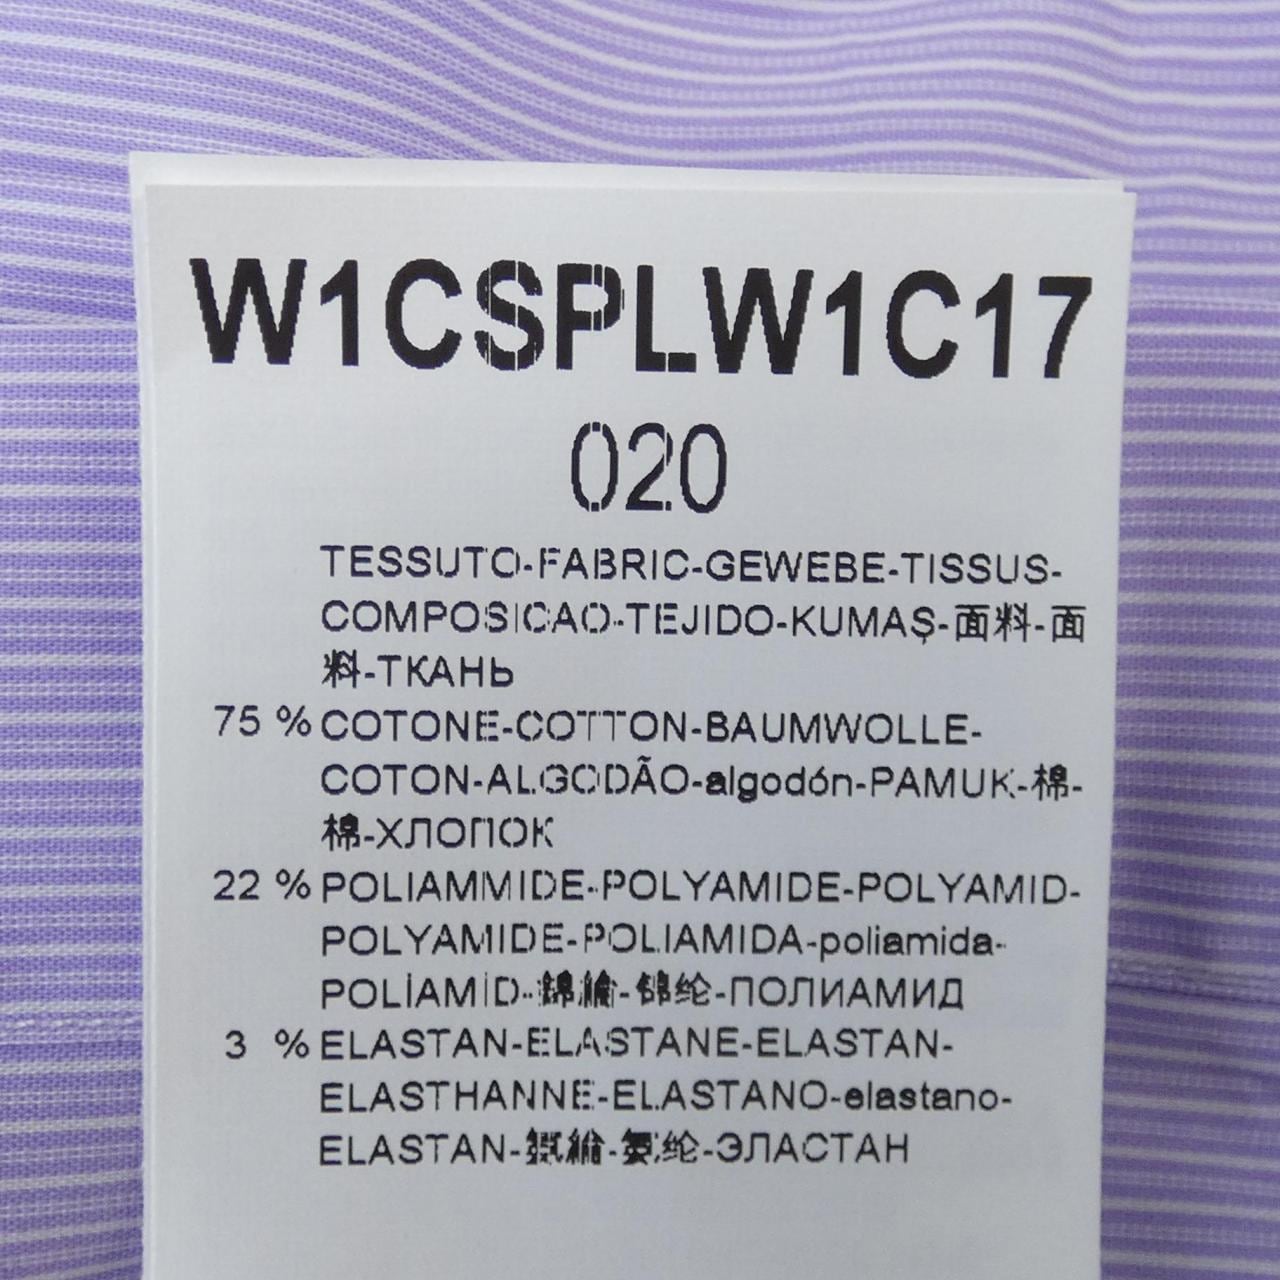 W1CSPLW1C17
020
TESSUTO-FABRIC-GEWEBE-TISSUS-
COMPOSICAO-TEJIDO-KUMAŞ-面料-面
料-ТКАНЬ
75 % COTONE-COTTON-BAUMWOLLE-
COTON-ALGODÃO-algodón-PAMUK-棉-
棉-ХЛОПОК
22 % POLIAMMIDE-POLYAMIDE-POLYAMID-
POLYAMIDE-POLIAMIDA-poliamida-
POLİAMİD-錦綸-锦纶-ПОЛИАМИД
3 % ELASTAN-ELASTANE-ELASTAN-
ELASTHANNE-ELASTANO-elastano-
ELASTAN-氨綸-氨纶-ЭЛАСТАН